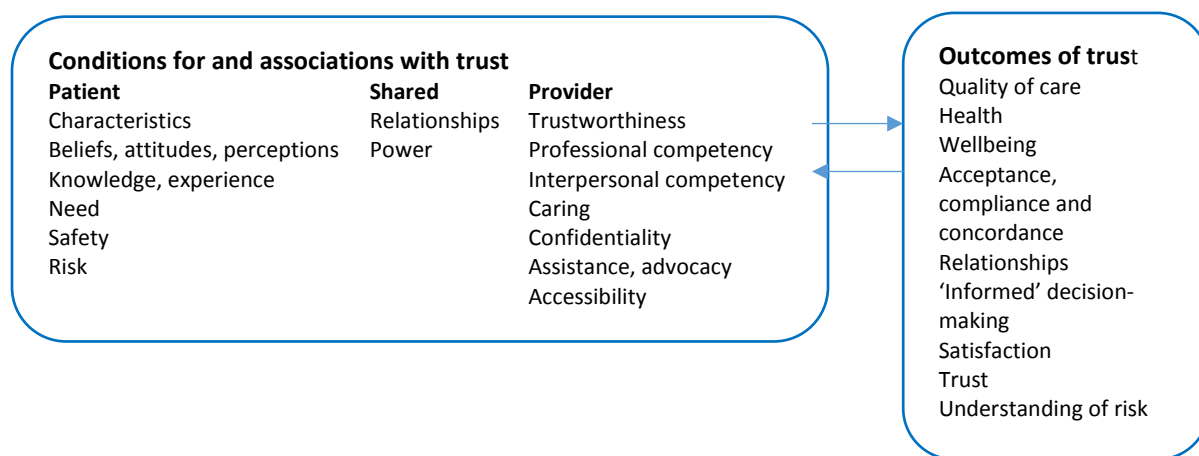 Conditions for and associations with trust
Patient
Characteristics
Beliefs, attitudes, perceptions
Knowledge, experience
Need
Safety
Risk
Shared
Relationships
Power
Provider
Trustworthiness
Professional competency
Interpersonal competency
Caring
Confidentiality
Assistance, advocacy
Accessibility
Outcomes of trust
Quality of care
Health
Wellbeing
Acceptance,
compliance and
concordance
Relationships
‘Informed’ decision-
making
Satisfaction
Trust
Understanding of risk